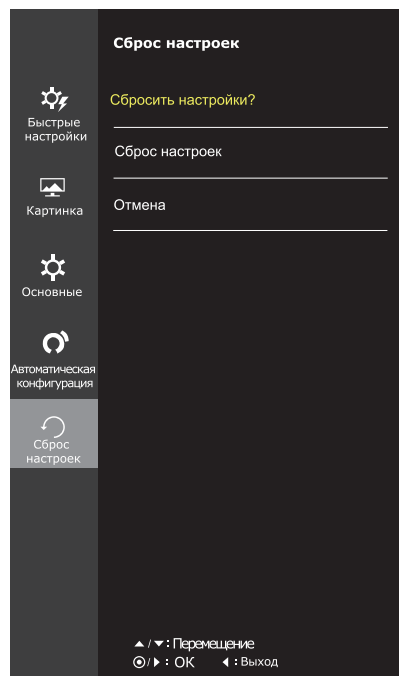 Сброс настроек
Сбросить настройки?
Сброс настроек
Отмена
Быстрые
настройки
Картинка
Основные
Автоматическая
конфигурация
Сброс
настроек
▲/▼: Перемещение
◉/▶: OK ◀: Выход